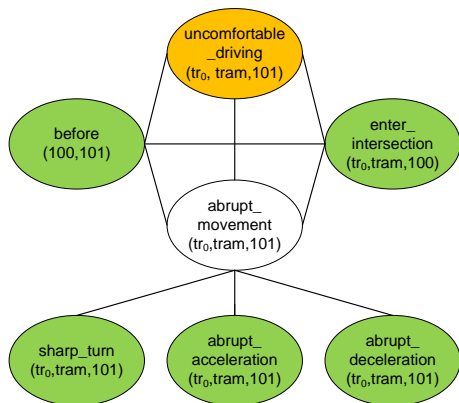 uncomfortable
_driving
(tr₀, tram,101)
before
(100,101)
enter_
intersection
(tr₀,tram,100)
abrupt_
movement
(tr₀,tram,101)
sharp_turn
(tr₀,tram,101)
abrupt_
acceleration
(tr₀,tram,101)
abrupt_
deceleration
(tr₀,tram,101)